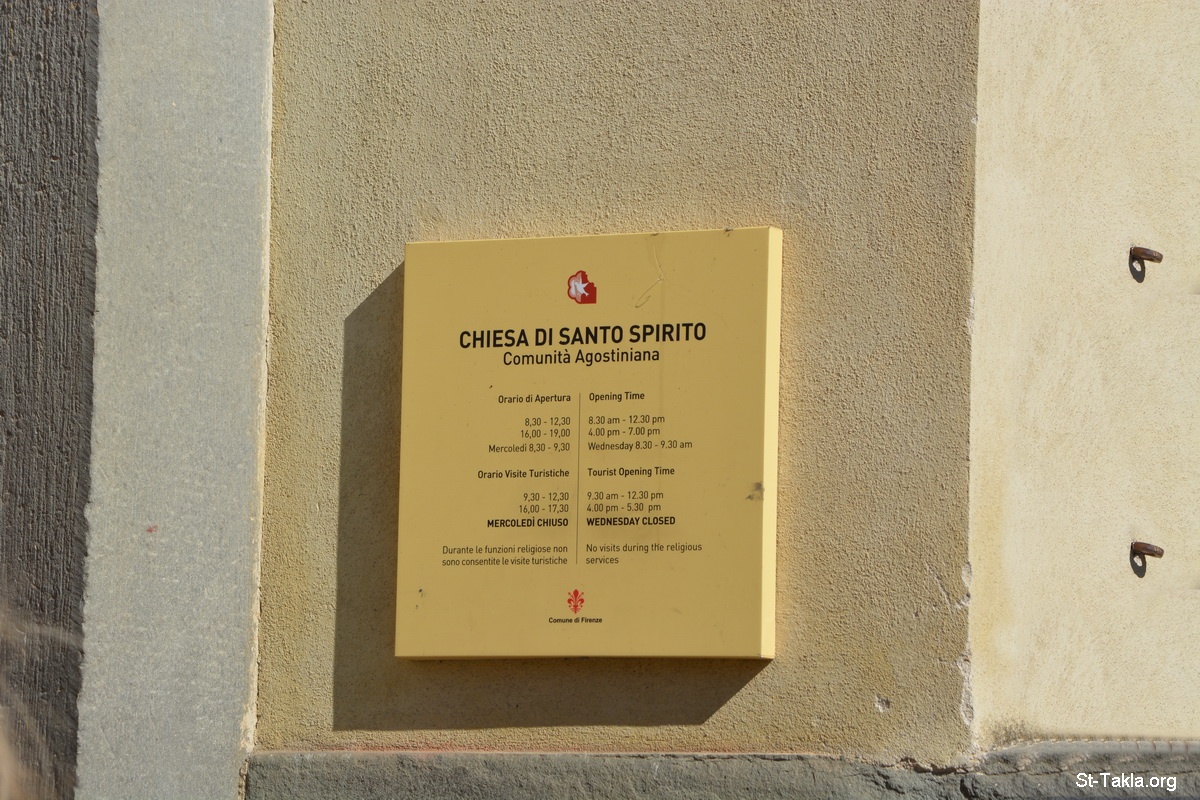 CHIESA DI SANTO SPIRITO
Comunità Agostiniana
Orario di Apertura
8,30 - 12,30
16,00 - 19,00
Mercoledì 8,30 - 9,30
Orario Visite Turistiche
9,30 - 12,30
16,00 - 17,30
MERCOLEDÌ CHIUSO
Durante le funzioni religiose non
sono consentite le visite turistiche
Opening Time
8.30 am - 12.30 pm
4.00 pm - 7.00 pm
Wednesday 8.30 - 9.30 am
Tourist Opening Time
9.30 am - 12.30 pm
4.00 pm - 5.30 pm
WEDNESDAY CLOSED
No visits during the religious
services
Comune di Firenze
St-Takla.org